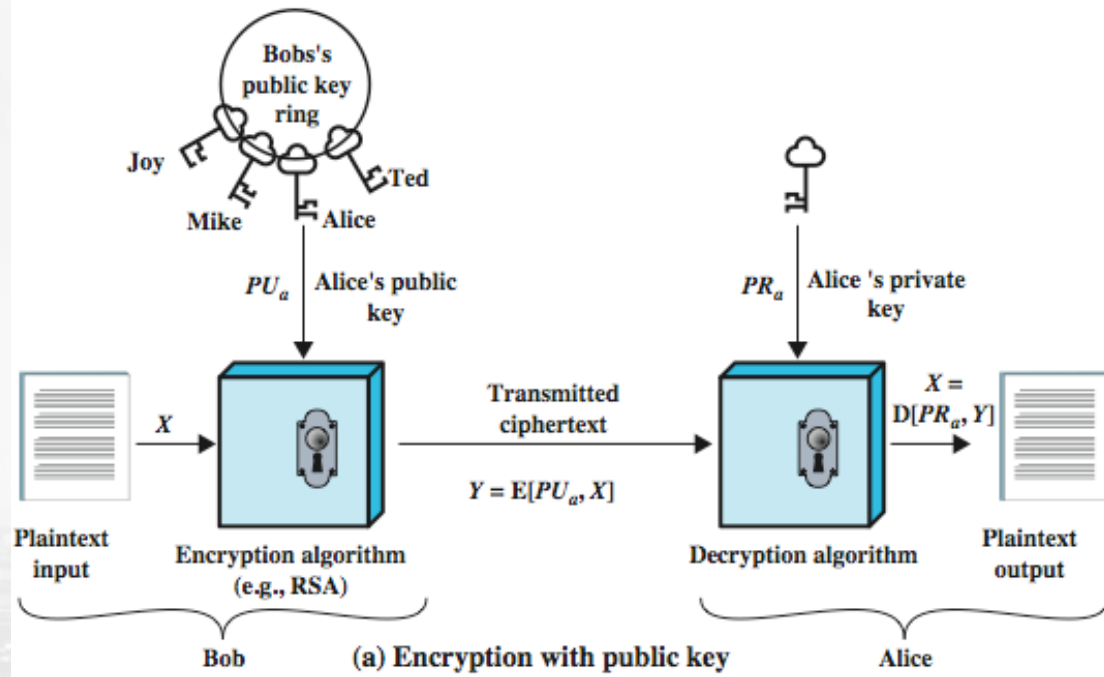 Bobs's
public key
ring
Joy
Ted
Mike
Alice
PUa
Alice's public
key
PRa
Alice 's private
key
X
Transmitted
ciphertext
Y = E[PUa, X]
X =
D[PRa, Y]
Plaintext
input
Encryption algorithm
(e.g., RSA)
Decryption algorithm
Plaintext
output
Bob
(a) Encryption with public key
Alice